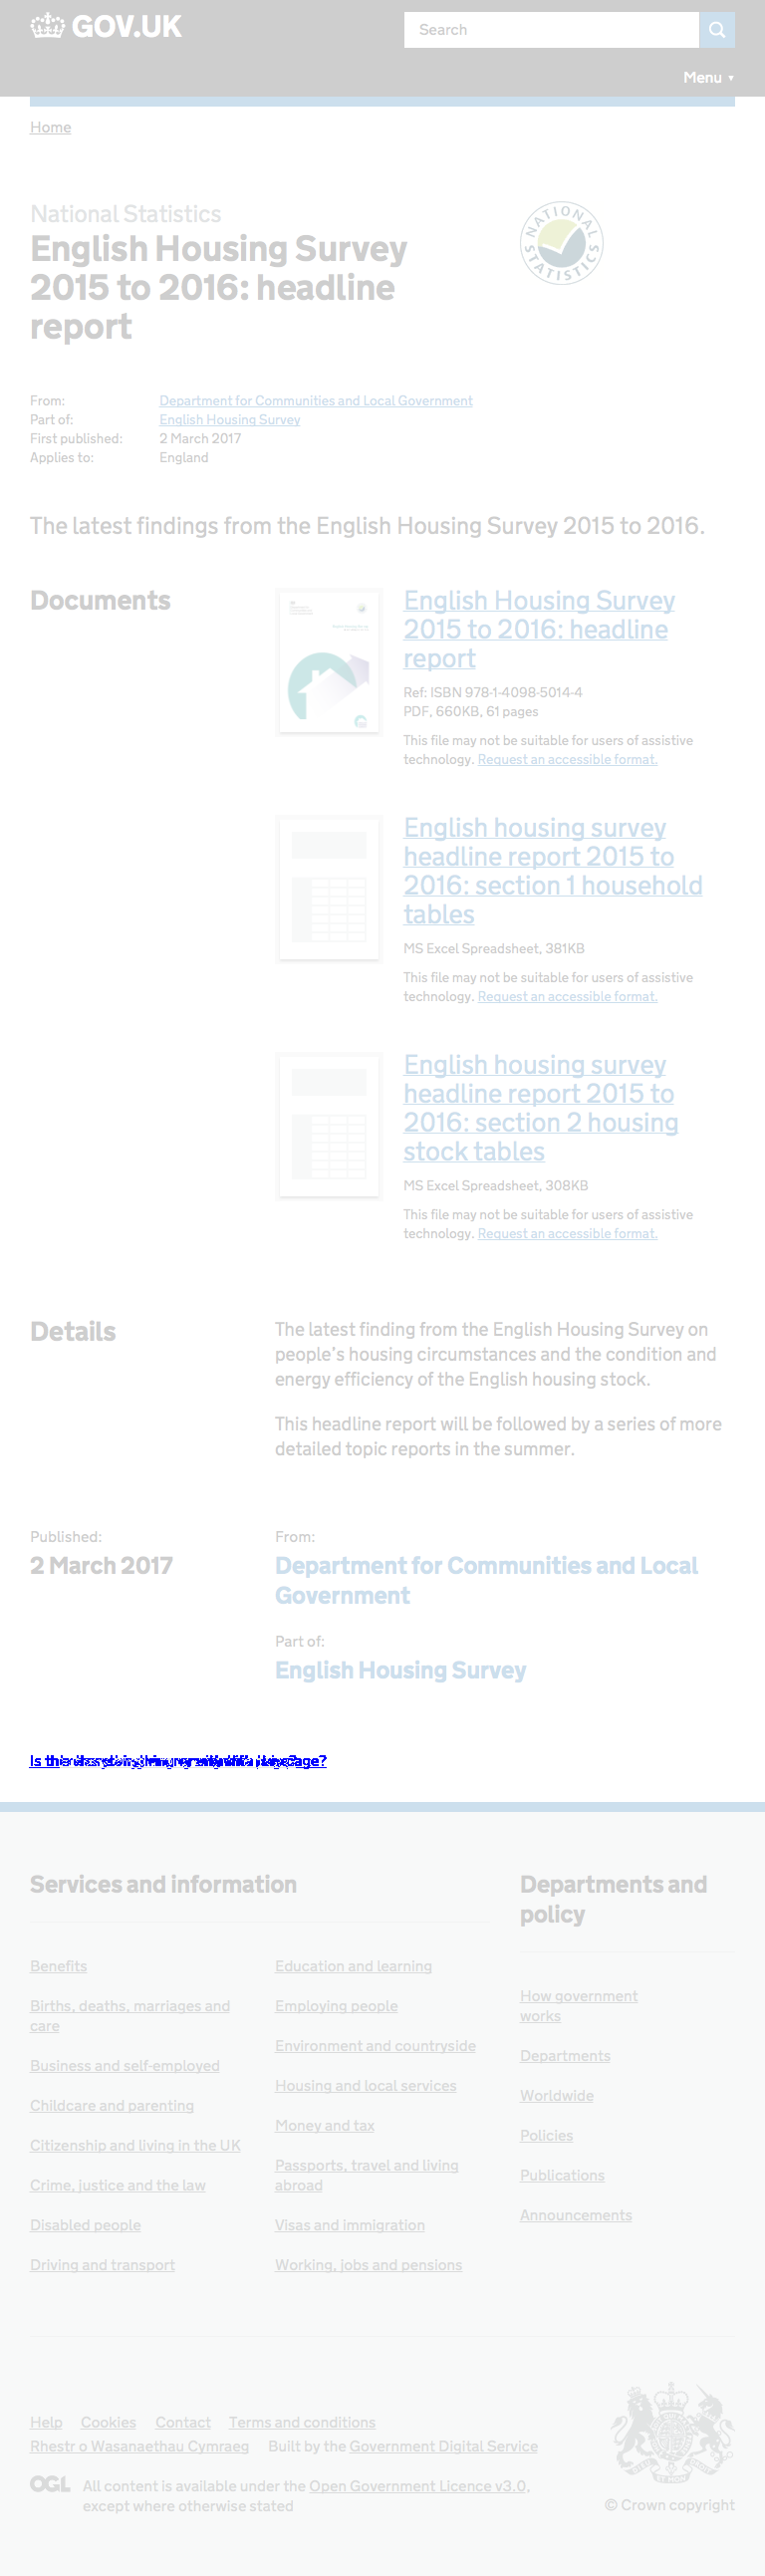 GOV.UK
Search
Menu ▼
Home
National Statistics
English Housing Survey
2015 to 2016: headline
report
NATIONAL STATISTICS
From: Department for Communities and Local Government
Part of: English Housing Survey
First published: 2 March 2017
Applies to: England
The latest findings from the English Housing Survey 2015 to 2016.
Documents
English Housing Survey
2015 to 2016: headline
report
Ref: ISBN 978-1-4098-5014-4
PDF, 660KB, 61 pages
This file may not be suitable for users of assistive
technology. Request an accessible format.
English housing survey
headline report 2015 to
2016: section 1 household
tables
MS Excel Spreadsheet, 381KB
This file may not be suitable for users of assistive
technology. Request an accessible format.
English housing survey
headline report 2015 to
2016: section 2 housing
stock tables
MS Excel Spreadsheet, 308KB
This file may not be suitable for users of assistive
technology. Request an accessible format.
Details
The latest finding from the English Housing Survey on
people's housing circumstances and the condition and
energy efficiency of the English housing stock.
This headline report will be followed by a series of more
detailed topic reports in the summer.
Published:
2 March 2017
From:
Department for Communities and Local
Government
Part of:
English Housing Survey
Services and information
Benefits
Births, deaths, marriages and
care
Business and self-employed
Childcare and parenting
Citizenship and living in the UK
Crime, justice and the law
Disabled people
Driving and transport
Education and learning
Employing people
Environment and countryside
Housing and local services
Money and tax
Passports, travel and living
abroad
Visas and immigration
Working, jobs and pensions
Departments and
policy
How government
works
Departments
Worldwide
Policies
Publications
Announcements
Help Cookies Contact Terms and conditions
Rhestr o Wasanaethau Cymraeg Built by the Government Digital Service
OGL All content is available under the Open Government Licence v3.0,
except where otherwise stated
© Crown copyright